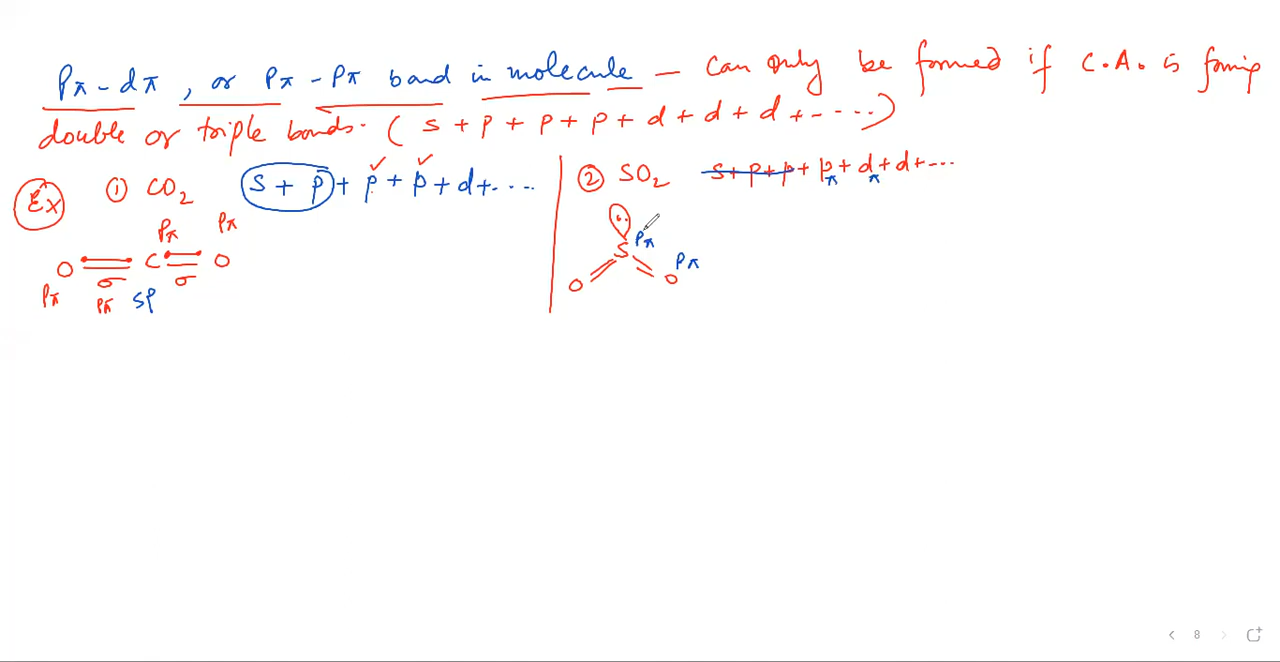 Pπ - dπ , or Pπ - Pπ bond in molecule — Can only be formed if C.A. is formig
double or triple bonds. ( s + p + p + p + d + d + d + ----...)
Ex ① CO2 s + p + p + p + d + ....
Pπ Pπ
O C O
σ σ
Pπ Pπ SP
② SO2 s + p + p + p + d + d + ...
π π
S Pπ
O O Pπ
8